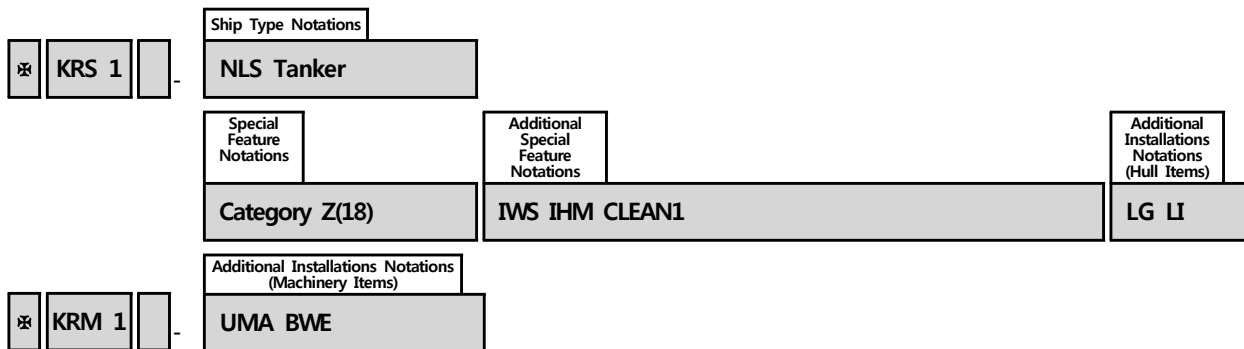 Ship Type Notations
✠ KRS 1 - NLS Tanker
Special
Feature
Notations
Additional
Special
Feature
Notations
Additional
Installations
Notations
(Hull Items)
Category Z(18) IWS IHM CLEAN1 LG LI
Additional Installations Notations
(Machinery Items)
✠ KRM 1 - UMA BWE